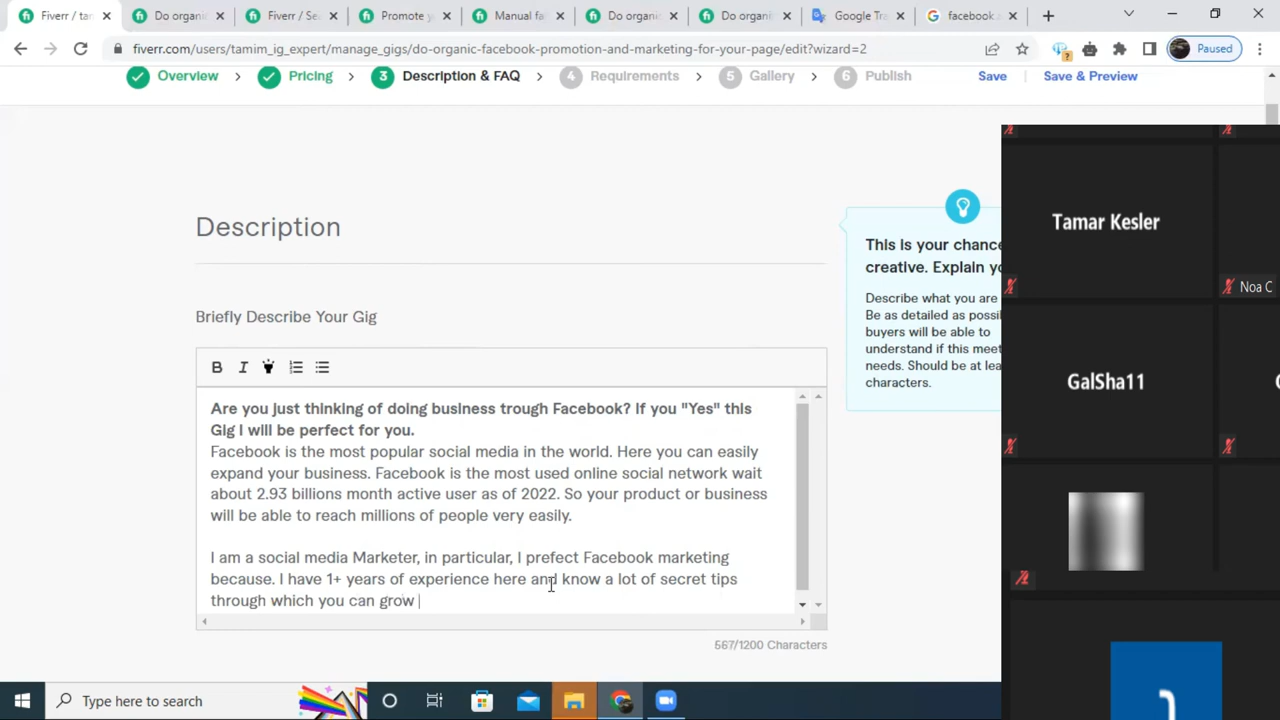 Fiverr / tar
Do organic
Fiverr / Se
Promote y
Manual fa
Do organic
Do organic
Google Tra
facebook a
fiverr.com/users/tamim_ig_expert/manage_gigs/do-organic-facebook-promotion-and-marketing-for-your-page/edit?wizard=2
Paused
Overview
Pricing
3 Description & FAQ
4 Requirements
5 Gallery
6 Publish
Save
Save & Preview
Description
Briefly Describe Your Gig
B I
Are you just thinking of doing business trough Facebook? If you "Yes" this
Gig I will be perfect for you.
Facebook is the most popular social media in the world. Here you can easily
expand your business. Facebook is the most used online social network wait
about 2.93 billions month active user as of 2022. So your product or business
will be able to reach millions of people very easily.
I am a social media Marketer, in particular, I prefect Facebook marketing
because. I have 1+ years of experience here and know a lot of secret tips
through which you can grow
567/1200 Characters
This is your chance
creative. Explain yo
Describe what you are
Be as detailed as possi
buyers will be able to
understand if this meet
needs. Should be at lea
characters.
Tamar Kesler
Noa C
GalSha11
Type here to search